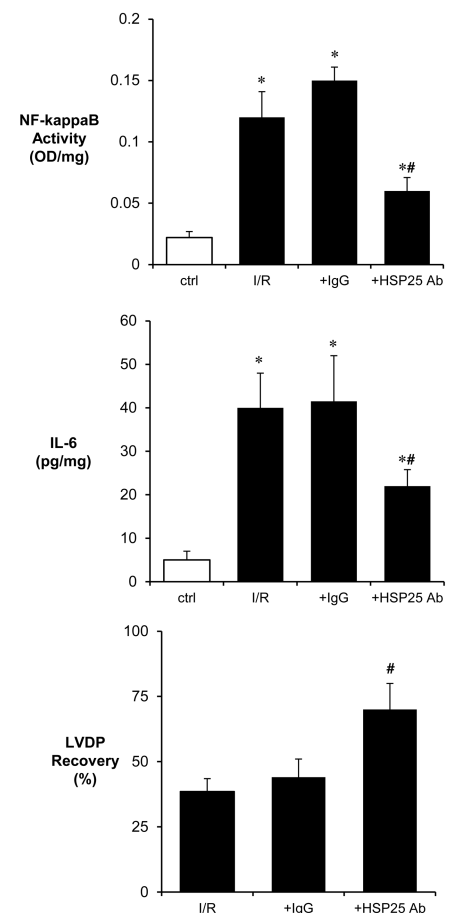 0.2
0.15
0.1
0.05
0
NF-kappaB
Activity
(OD/mg)
*
*
*#
ctrl I/R +IgG +HSP25 Ab
60
50
40
30
20
10
0
IL-6
(pg/mg)
*
*
*#
ctrl I/R +IgG +HSP25 Ab
100
75
50
25
0
LVDP
Recovery
(%)
#
I/R +IgG +HSP25 Ab